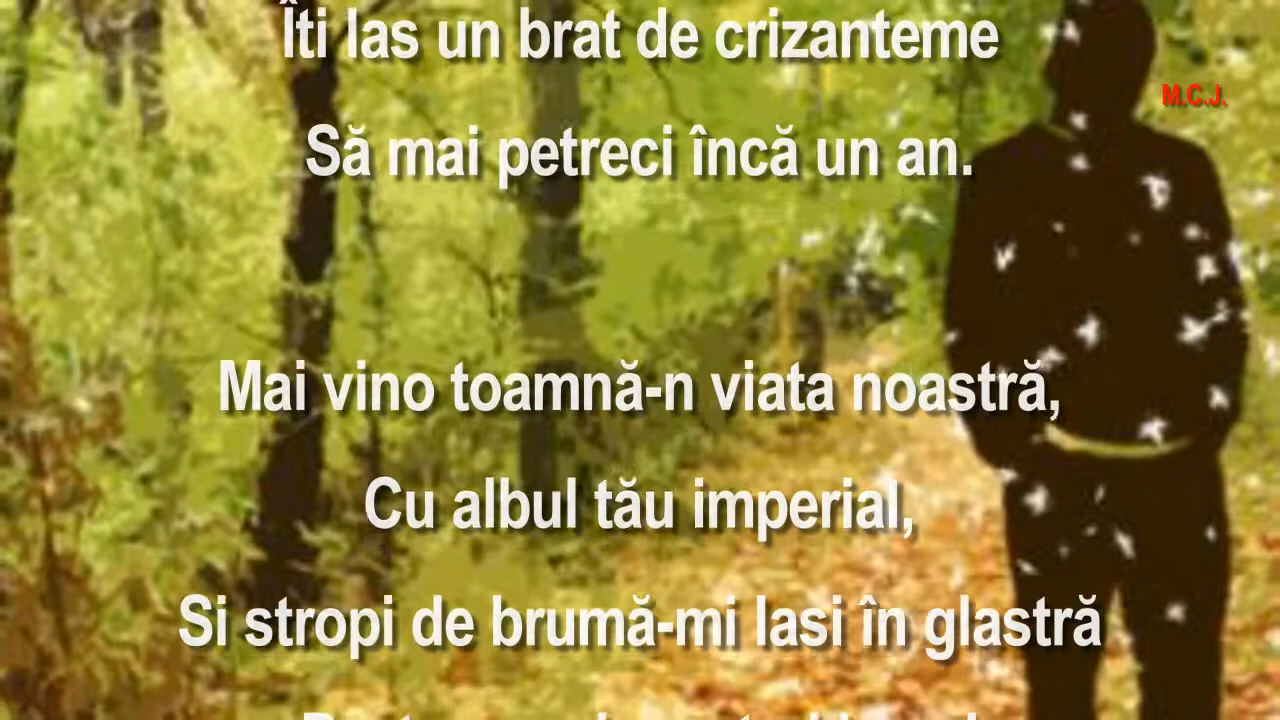 Îti las un brat de crizanteme
M.C.J.
Să mai petreci încă un an.
Mai vino toamnă-n viata noastră,
Cu albul tău imperial,
Si stropi de brumă-mi lasi în glastră